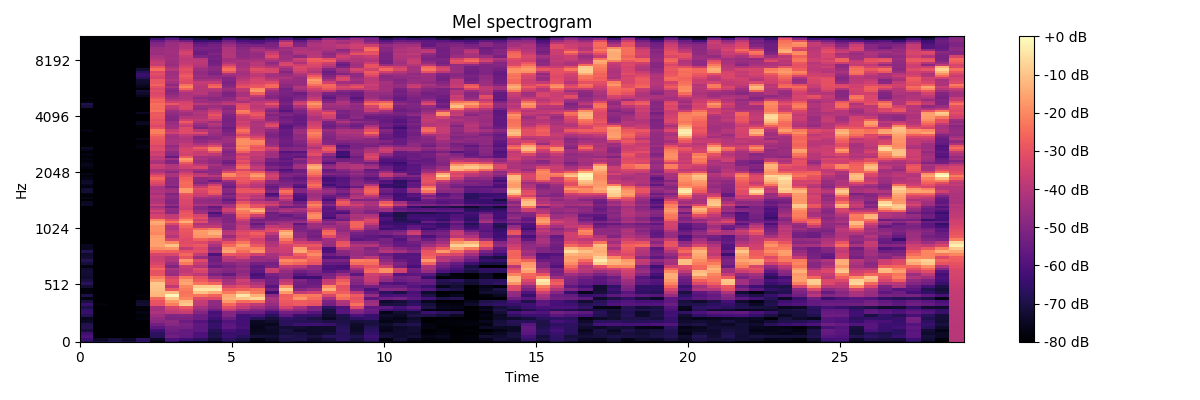 Mel spectrogram
8192
4096
2048
1024
512
0
Hz
0 5 10 15 20 25
Time
+0 dB
-10 dB
-20 dB
-30 dB
-40 dB
-50 dB
-60 dB
-70 dB
-80 dB